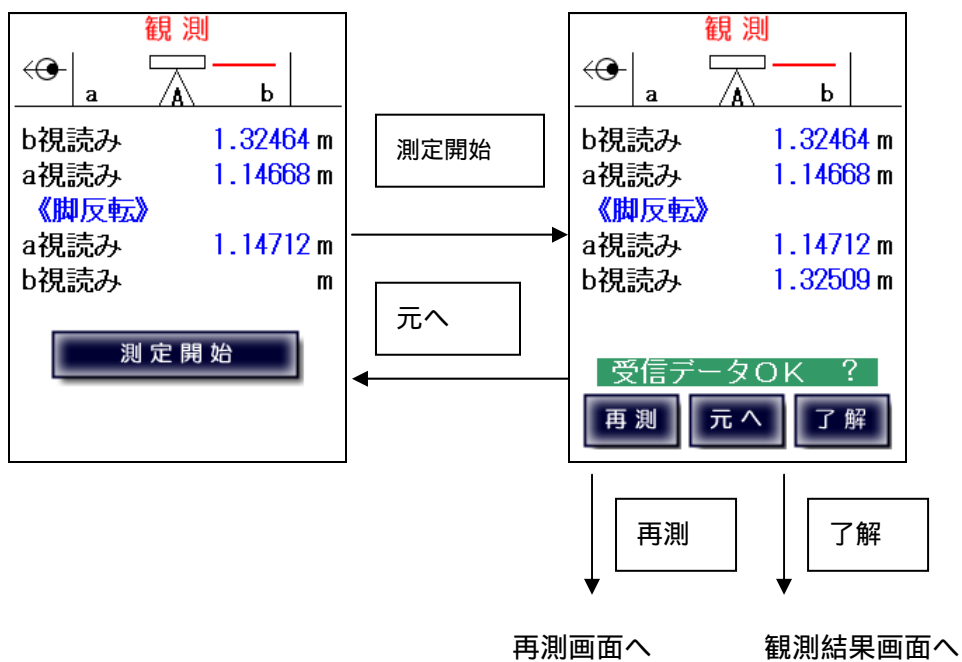 観測
a
A
b
b視読み 1.32464 m
a視読み 1.14668 m
《脚反転》
a視読み 1.14712 m
b視読み m
測定開始
測定開始
元へ
観測
a
A
b
b視読み 1.32464 m
a視読み 1.14668 m
《脚反転》
a視読み 1.14712 m
b視読み 1.32509 m
受信データOK ?
再測 元へ 了解
再測
了解
再測画面へ
観測結果画面へ